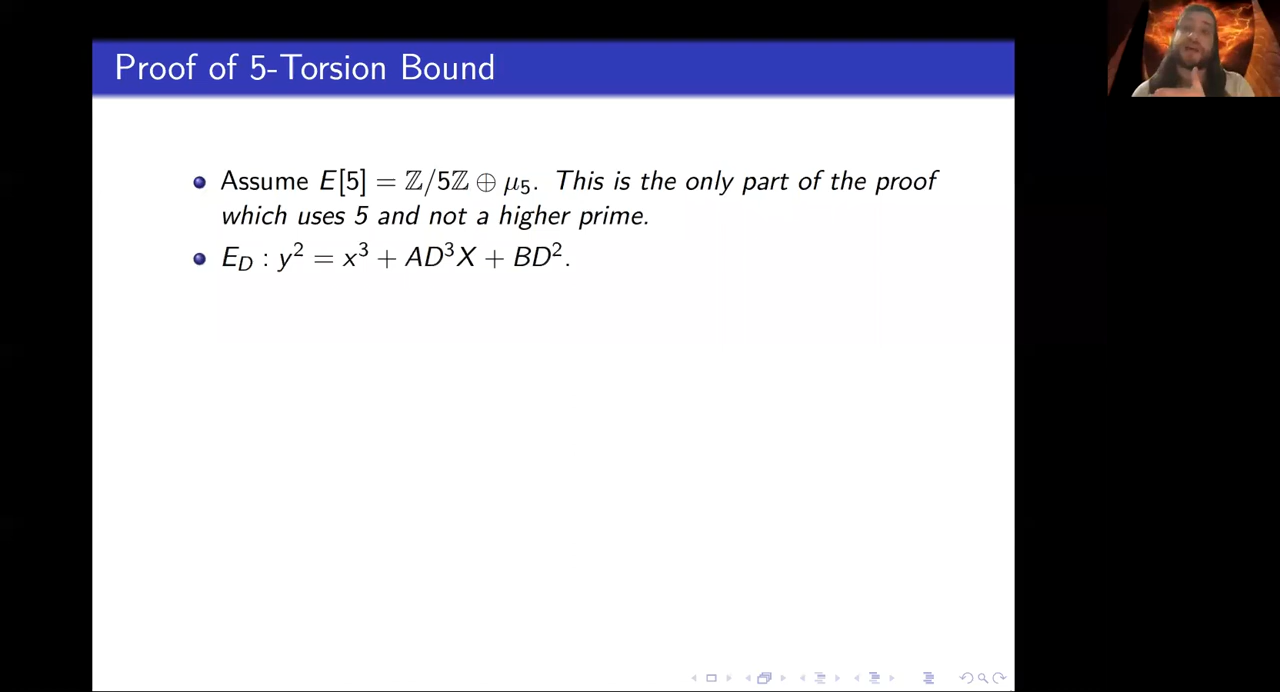 Proof of 5-Torsion Bound
Assume E[5] = ℤ/5ℤ ⊕ μ₅. This is the only part of the proof
which uses 5 and not a higher prime.
E_D : y² = x³ + AD³X + BD².